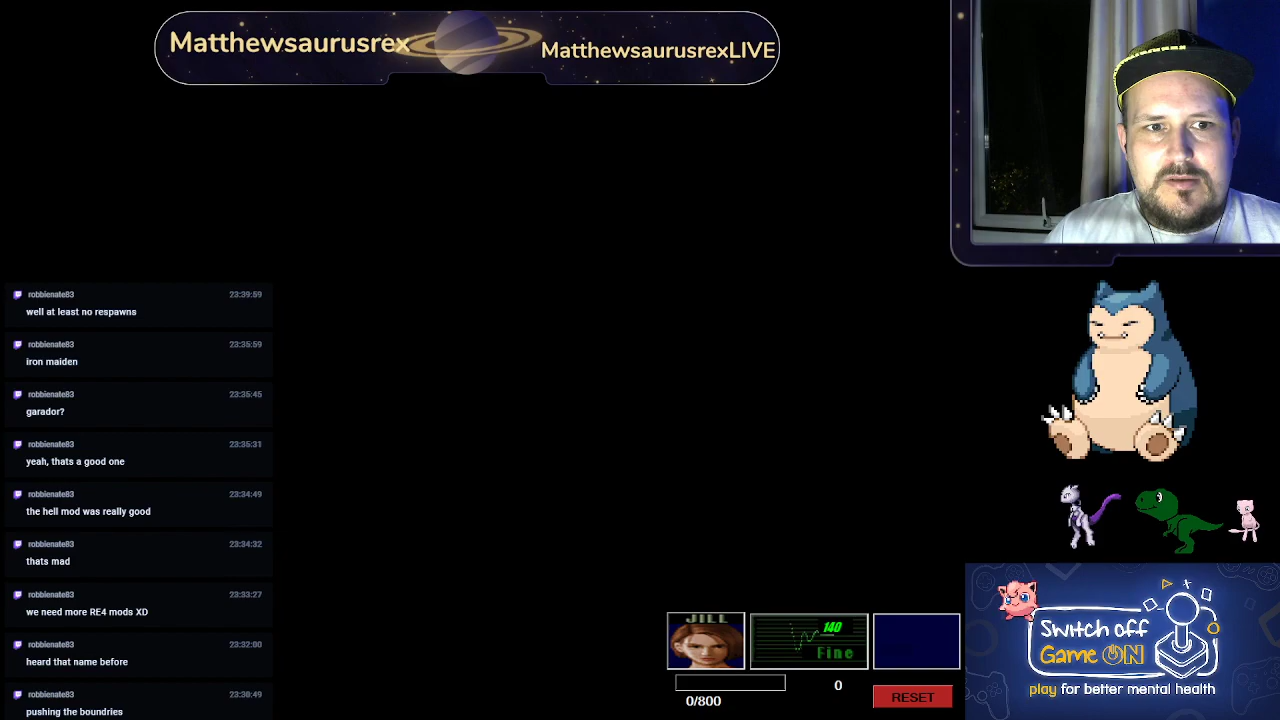 Matthewsaurusrex
MatthewsaurusrexLIVE
robbienate83 23:39:59
well at least no respawns
robbienate83 23:35:59
iron maiden
robbienate83 23:35:45
garador?
robbienate83 23:35:31
yeah, thats a good one
robbienate83 23:34:49
the hell mod was really good
robbienate83 23:34:32
thats mad
robbienate83 23:33:27
we need more RE4 mods XD
robbienate83 23:32:00
heard that name before
robbienate83 23:30:49
pushing the boundries
JILL
140
Fine
0/800
0
RESET
Switch off
Game ON
play for better mental health